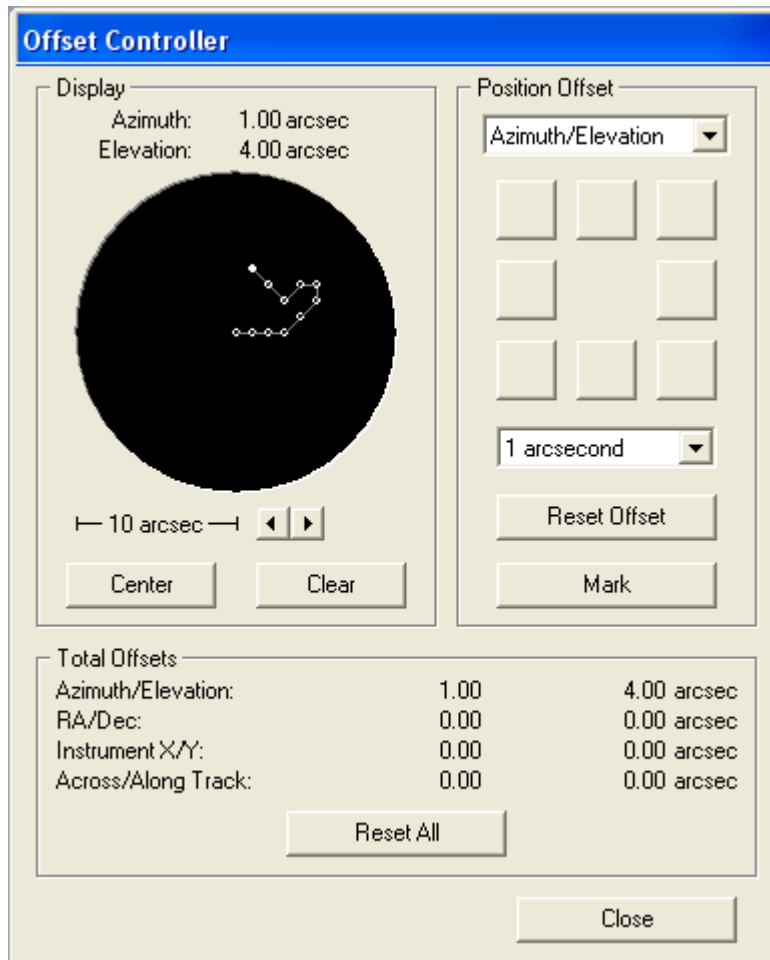 Offset Controller
Display
Azimuth: 1.00 arcsec
Elevation: 4.00 arcsec
10 arcsec
Center
Clear
Position Offset
Azimuth/Elevation
1 arcsecond
Reset Offset
Mark
Total Offsets
Azimuth/Elevation: 1.00 4.00 arcsec
RA/Dec: 0.00 0.00 arcsec
Instrument X/Y: 0.00 0.00 arcsec
Across/Along Track: 0.00 0.00 arcsec
Reset All
Close